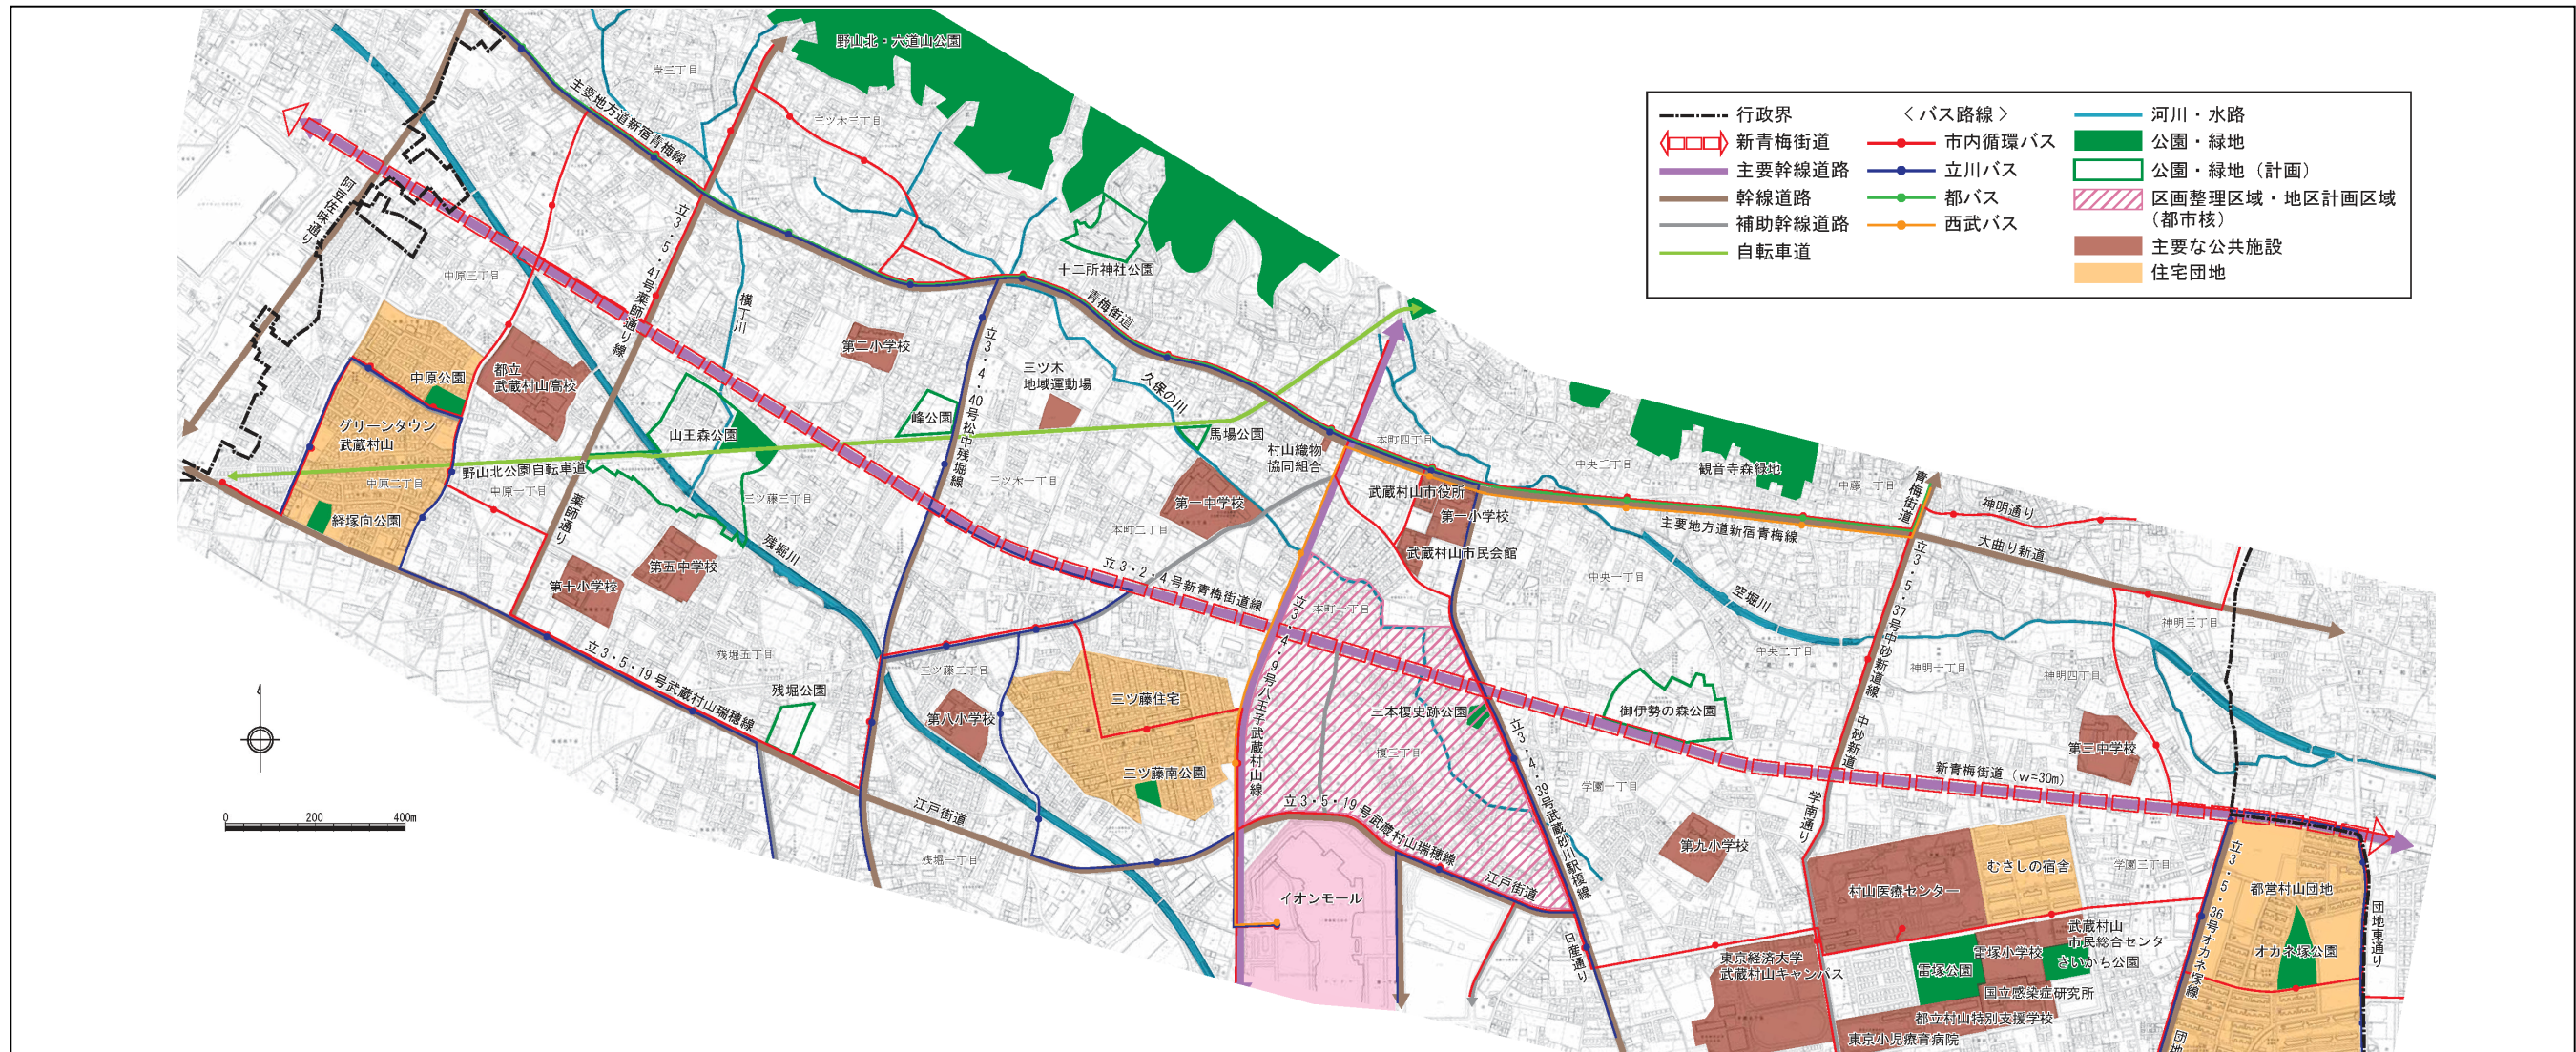 行政界
新青梅街道
主要幹線道路
幹線道路
補助幹線道路
自転車道
〈バス路線〉
市内循環バス
立川バス
都バス
西武バス
河川・水路
公園・緑地
公園・緑地（計画）
区画整理区域・地区計画区域
（都市核）
主要な公共施設
住宅団地
野山北・六道山公園
岸三丁目
主要地方道新宿青梅線
三ツ木三丁目
阿豆佐味通り
立3・5・41号薬師通り線
中原三丁目
横丁川
十二所神社公園
青梅街道
第二小学校
立3・4・40号松中残堀線
三ツ木
地域運動場
久保の川
都立
武蔵村山高校
中原公園
グリーンタウン
武蔵村山
山王森公園
峰公園
馬場公園
村山織物
協同組合
本町四丁目
中央三丁目
観音寺森緑地
中藤一丁目
青梅街道
神明通り
野山北公園自転車道
中原二丁目
中原一丁目
三ツ藤三丁目
三ツ木一丁目
第一中学校
武蔵村山市役所
第一小学校
主要地方道新宿青梅線
大曲り新道
経塚向公園
薬師通り
残堀川
本町二丁目
武蔵村山市民会館
第五中学校
第十小学校
立3・2・4号新青梅街道線
中央一丁目
空堀川
立3・5・37号中砂新道線
本町一丁目
立3・4・9号八王子武蔵村山線
神明三丁目
中央二丁目
神明一丁目
神明四丁目
残堀五丁目
立3・5・19号武蔵村山瑞穂線
三ツ藤二丁目
残堀公園
第八小学校
三ツ藤住宅
二本榎史跡公園
御伊勢の森公園
立3・4・39号武蔵砂川駅榎線
中砂新道
第三中学校
榎三丁目
三ツ藤南公園
新青梅街道（w=30m）
学園一丁目
0
200
400m
江戸街道
立3・5・19号武蔵村山瑞穂線
学南通り
第九小学校
残堀一丁目
江戸街道
イオンモール
むさしの宿舎
学園三丁目
村山医療センター
立3・5・36号オカネ塚線
都営村山団地
団地東通り
日産通り
武蔵村山
市民総合センタ
東京経済大学
武蔵村山キャンパス
雷塚小学校
雷塚公園
さいかち公園
オカネ塚公園
国立感染症研究所
都立村山特別支援学校
東京小児療育病院
団地